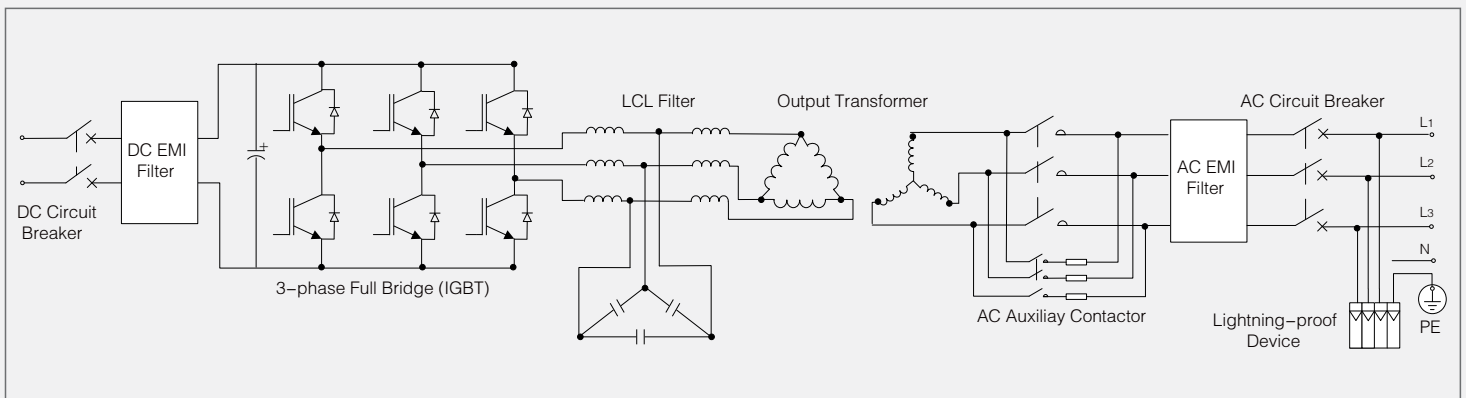 DC Circuit
Breaker
DC EMI
Filter
3-phase Full Bridge (IGBT)
LCL Filter
Output Transformer
AC Auxiliay Contactor
AC EMI
Filter
AC Circuit Breaker
L1
L2
L3
N
PE
Lightning-proof
Device